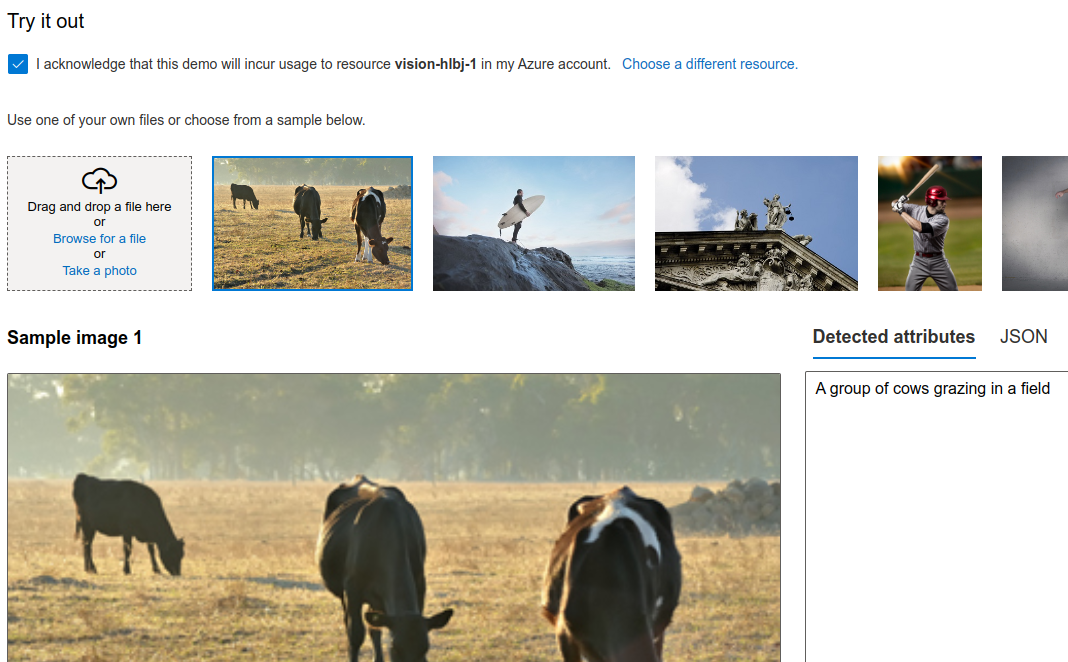 Try it out
I acknowledge that this demo will incur usage to resource vision-hlbj-1 in my Azure account. Choose a different resource.
Use one of your own files or choose from a sample below.
Drag and drop a file here
or
Browse for a file
or
Take a photo
Sample image 1
Detected attributes JSON
A group of cows grazing in a field